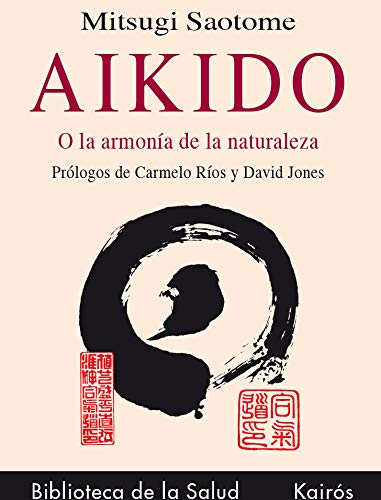 Mitsugi Saotome
AIKIDO
O la armonía de la naturaleza
Prólogos de Carmelo Ríos y David Jones
Biblioteca de la Salud Kairós